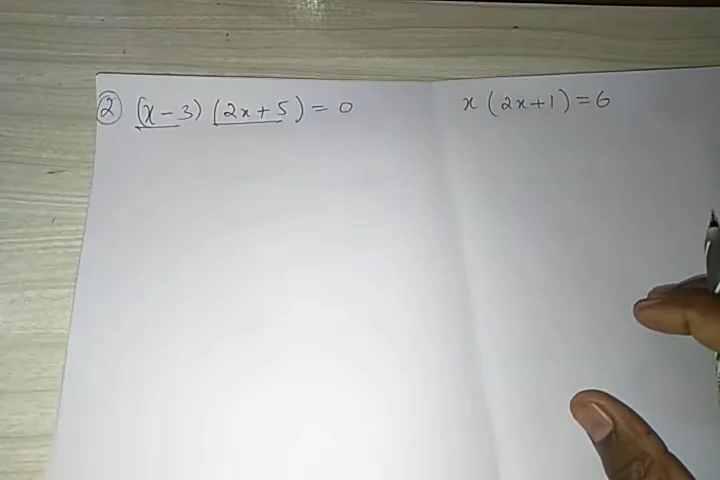 ② (x-3) (2x+5) = 0
x (2x+1) = 6